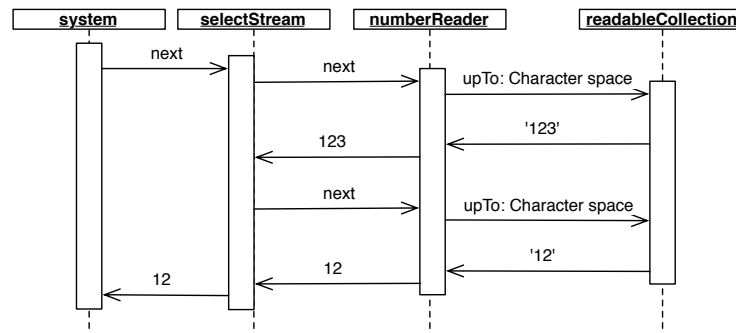 system
selectStream
numberReader
readableCollection
next
next
upTo: Character space
'123'
123
next
upTo: Character space
'12'
12
12